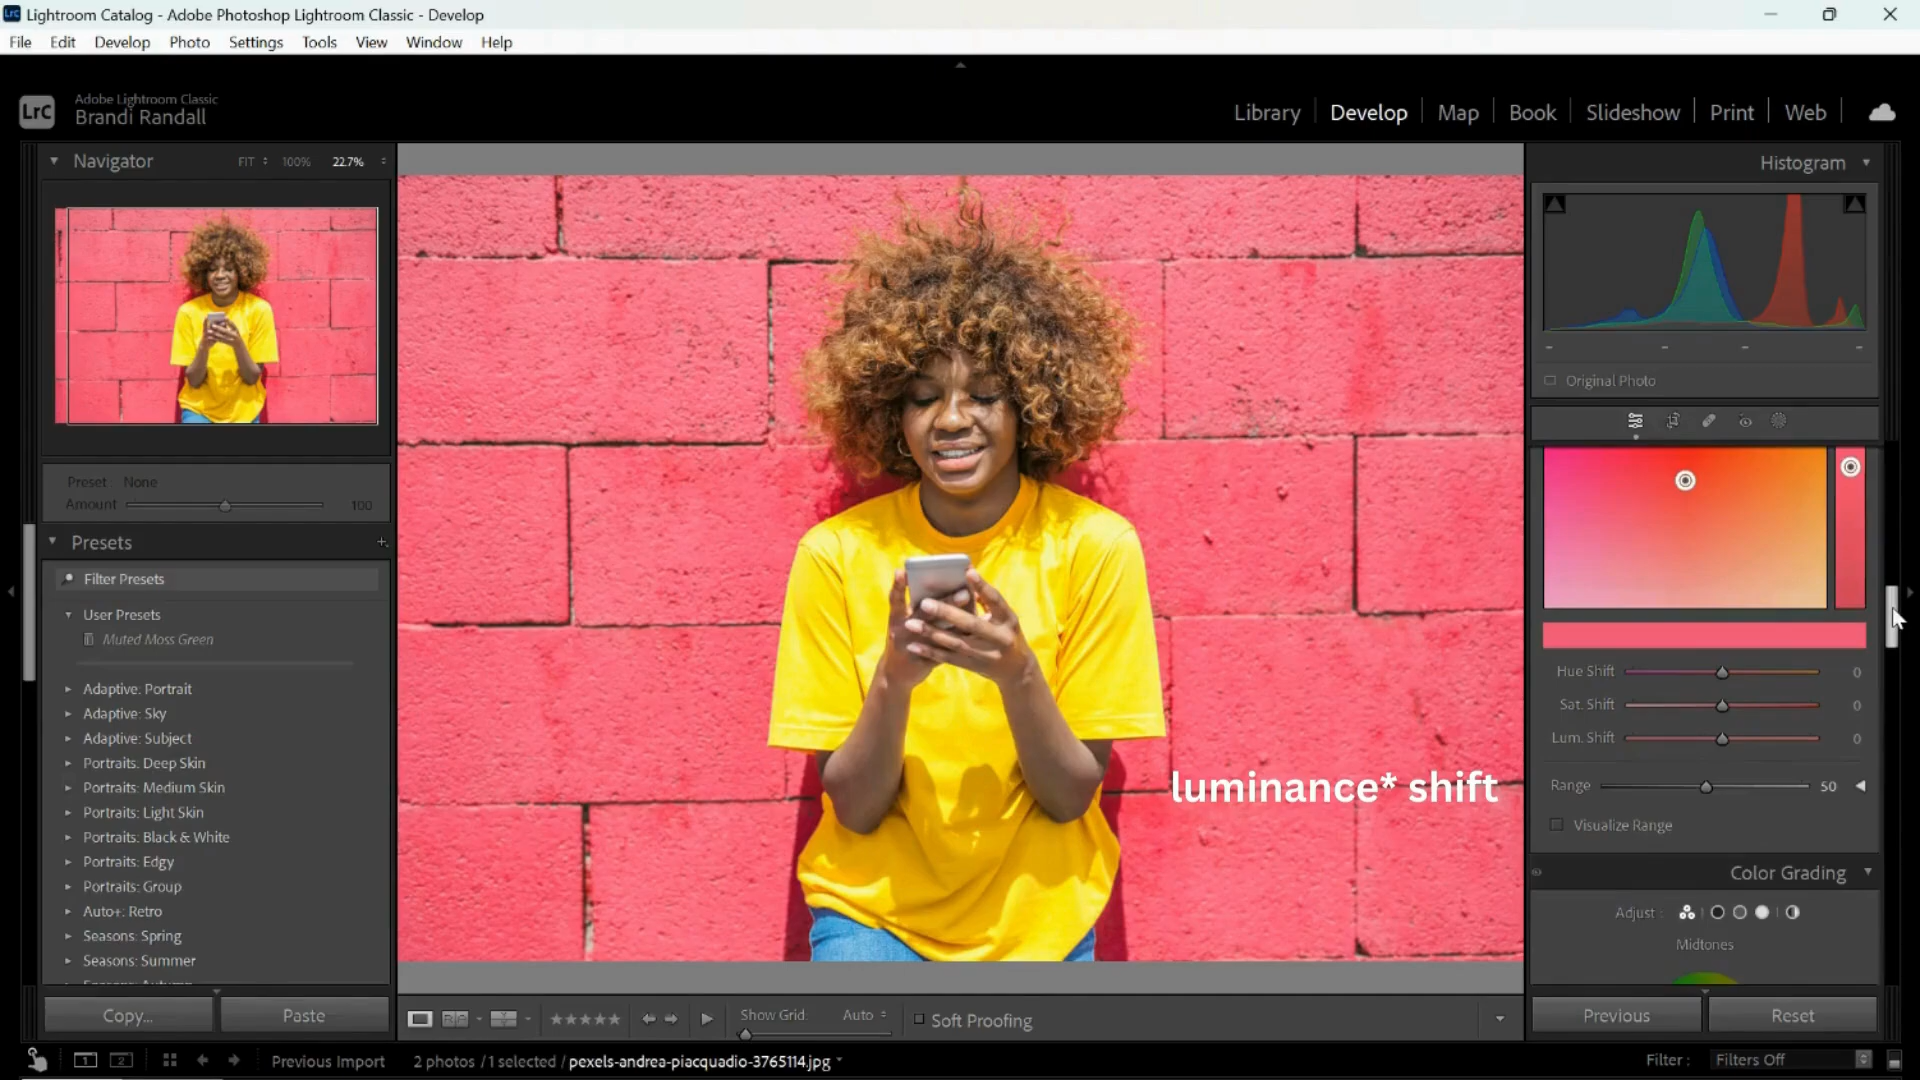 Lightroom Catalog - Adobe Photoshop Lightroom Classic - Develop
File Edit Develop Photo Settings Tools View Window Help
LrC
Adobe Lightroom Classic
Brandi Randall
Library Develop Map Book Slideshow Print Web
Navigator FIT 100% 22.7%
Preset None
Amount 100
Presets
Filter Presets
User Presets
Muted Moss Green
Adaptive: Portrait
Adaptive: Sky
Adaptive: Subject
Portraits: Deep Skin
Portraits: Medium Skin
Portraits: Light Skin
Portraits: Black & White
Portraits: Edgy
Portraits: Group
Auto+: Retro
Seasons: Spring
Seasons: Summer
Copy... Paste
luminance* shift
Show Grid: Auto Soft Proofing
Histogram
Original Photo
Hue Shift 0
Sat. Shift 0
Lum. Shift 0
Range 50
Visualize Range
Color Grading
Adjust :
Midtones
Previous Reset
1 2 Previous Import 2 photos / 1 selected / pexels-andrea-piacquadio-3765114.jpg Filter : Filters Off